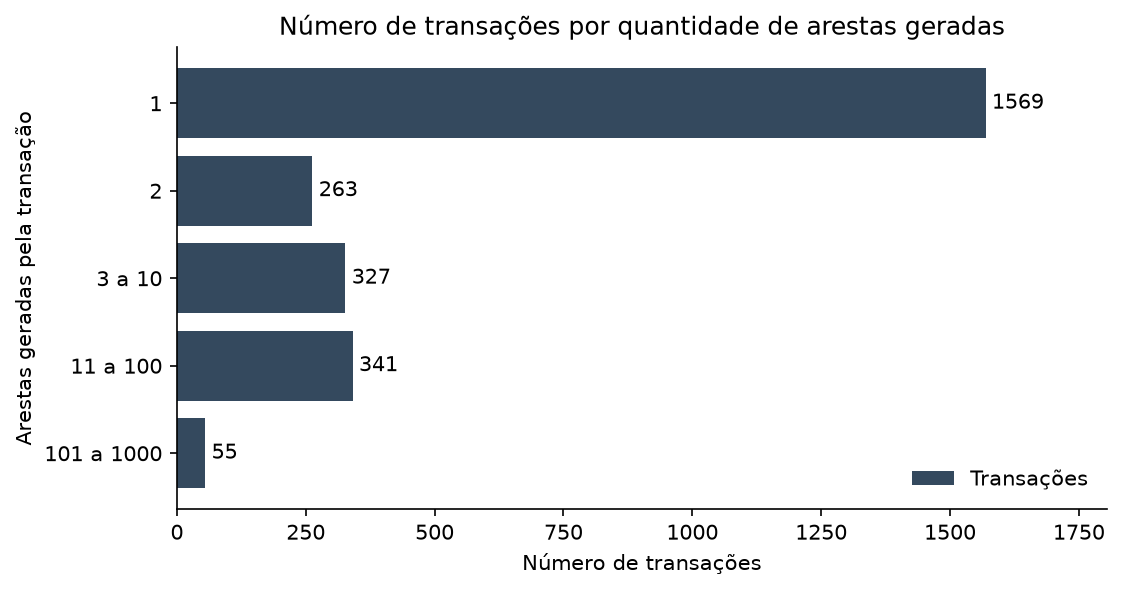 Número de transações por quantidade de arestas geradas
Arestas geradas pela transação
1
1569
2
263
3 a 10
327
11 a 100
341
101 a 1000
55
Transações
0 250 500 750 1000 1250 1500 1750
Número de transações